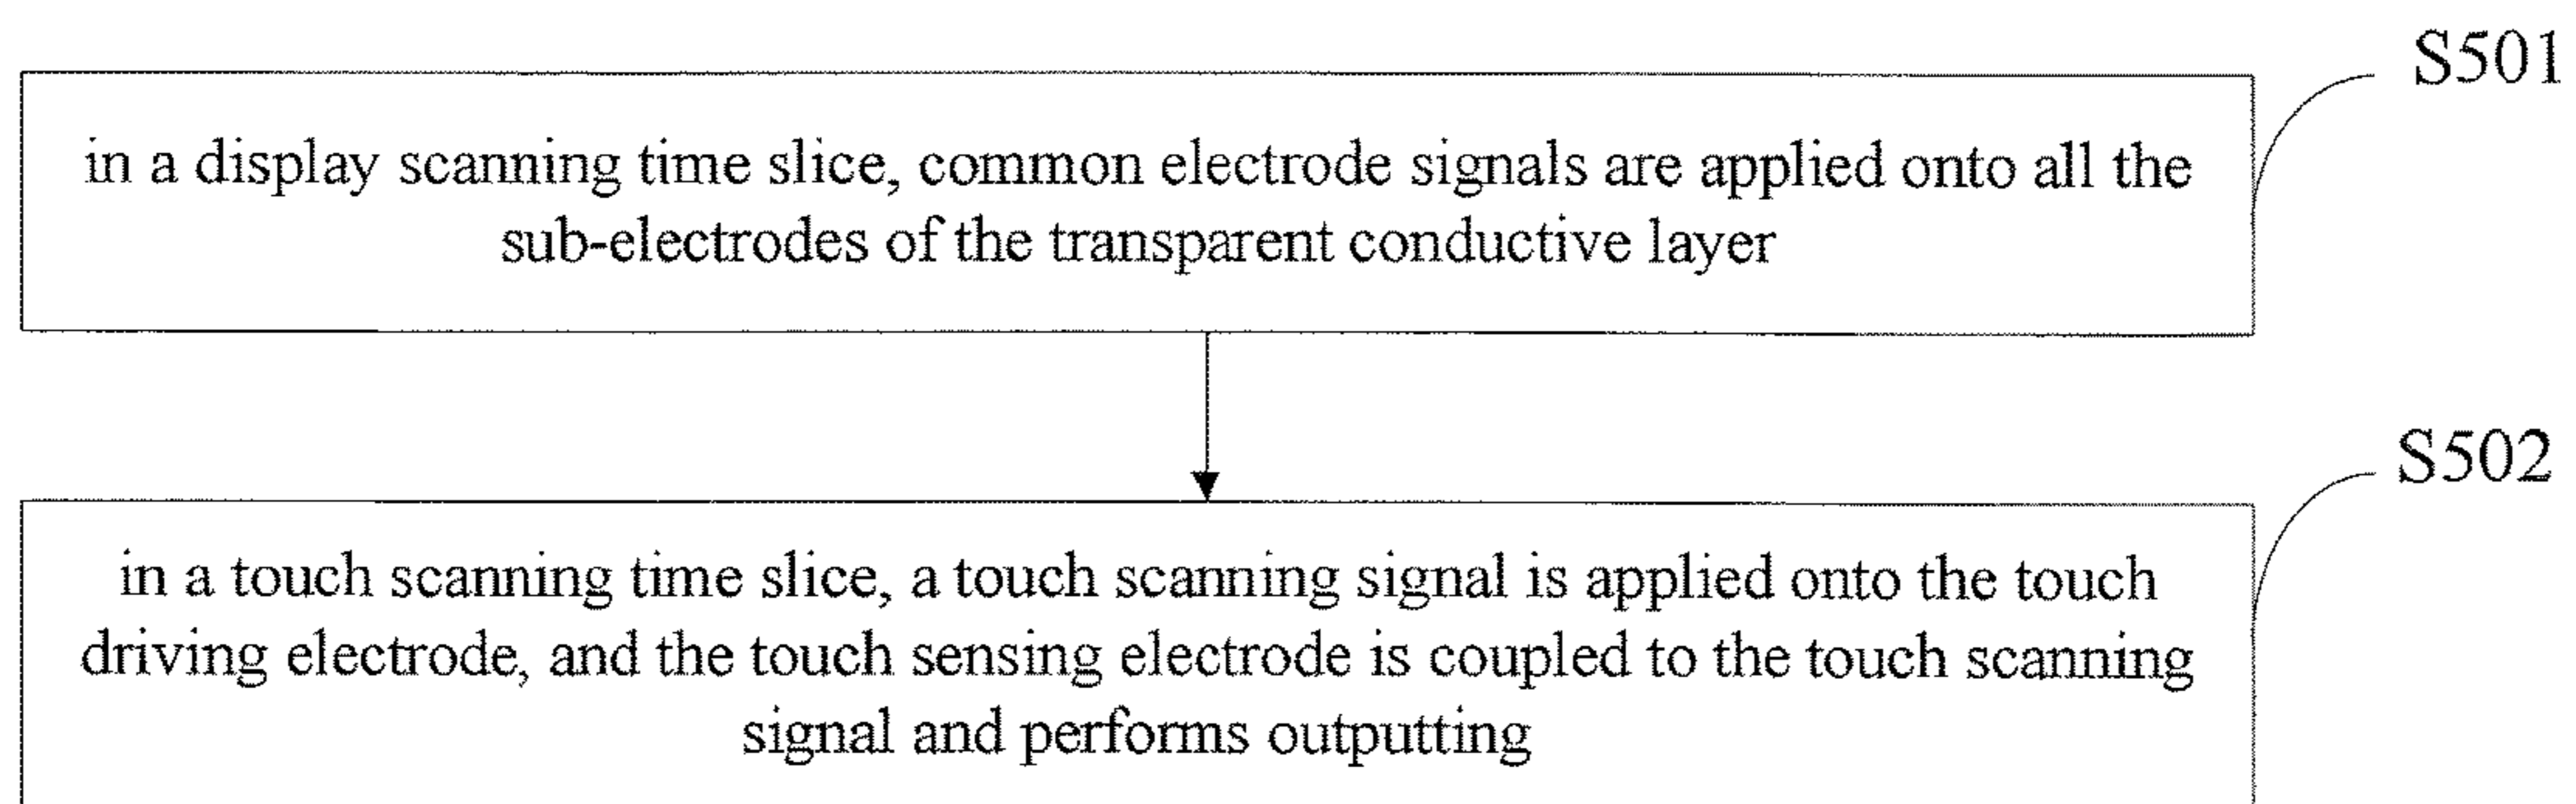 S501
in a display scanning time slice, common electrode signals are applied onto all the
sub-electrodes of the transparent conductive layer
S502
in a touch scanning time slice, a touch scanning signal is applied onto the touch
driving electrode, and the touch sensing electrode is coupled to the touch scanning
signal and performs outputting